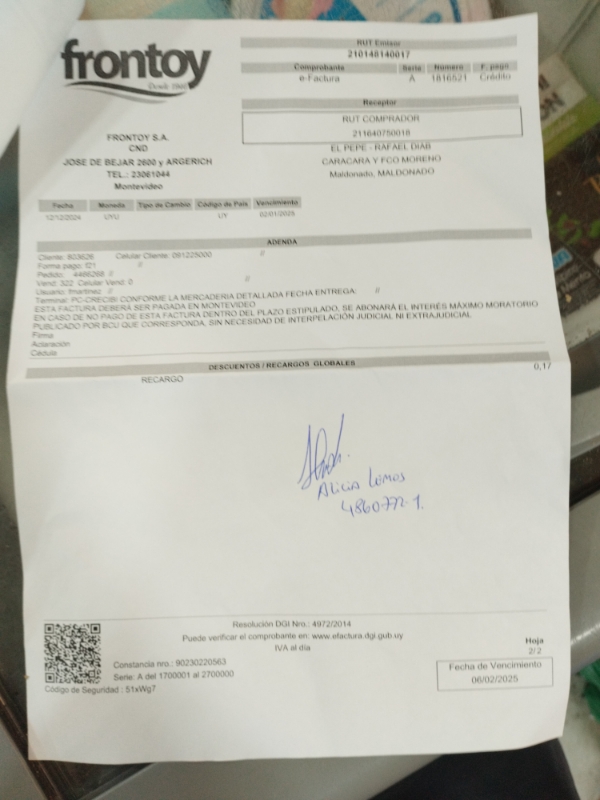 frontoy
Desde 1966
RUT Emisor
210148140017
Comprobante Serie Numero F. pago
e-Factura A 1816521 Crédito
Receptor
RUT COMPRADOR
211640750018
FRONTOY S.A.
CND
JOSE DE BEJAR 2600 y ARGERICH
TEL.: 23061044
Montevideo
EL PEPE - RAFAEL DIAB
CARACARA Y FCO MORENO
Maldonado, MALDONADO
Fecha Moneda Tipo de Cambio Código de País Vencimiento
12/12/2024 UYU UY 02/01/2025
ADENDA
Cliente: 803626 Celular Cliente: 091225000 //
Forma pago: f21 //
Pedido: 4486268 //
Vend: 322 Celular Vend: 0 //
Usuario: fmartinez //
Terminal: PC-CRECIBI CONFORME LA MERCADERIA DETALLADA FECHA ENTREGA: //
ESTA FACTURA DEBERÁ SER PAGADA EN MONTEVIDEO
EN CASO DE NO PAGO DE ESTA FACTURA DENTRO DEL PLAZO ESTIPULADO, SE ABONARÁ EL INTERÉS MÁXIMO MORATORIO
PUBLICADO POR BCU QUE CORRESPONDA, SIN NECESIDAD DE INTERPELACIÓN JUDICIAL NI EXTRAJUDICIAL
Firma
Aclaración
Cédula
DESCUENTOS / RECARGOS GLOBALES
RECARGO 0,17
Alicia Lemos
4860772-1.
Resolución DGI Nro.: 4972/2014
Puede verificar el comprobante en: www.efactura.dgi.gub.uy
IVA al día
Constancia nro.: 90230220563
Serie: A del 1700001 al 2700000
Código de Seguridad : 51xWg7
Hoja
2/2
Fecha de Vencimiento
06/02/2025